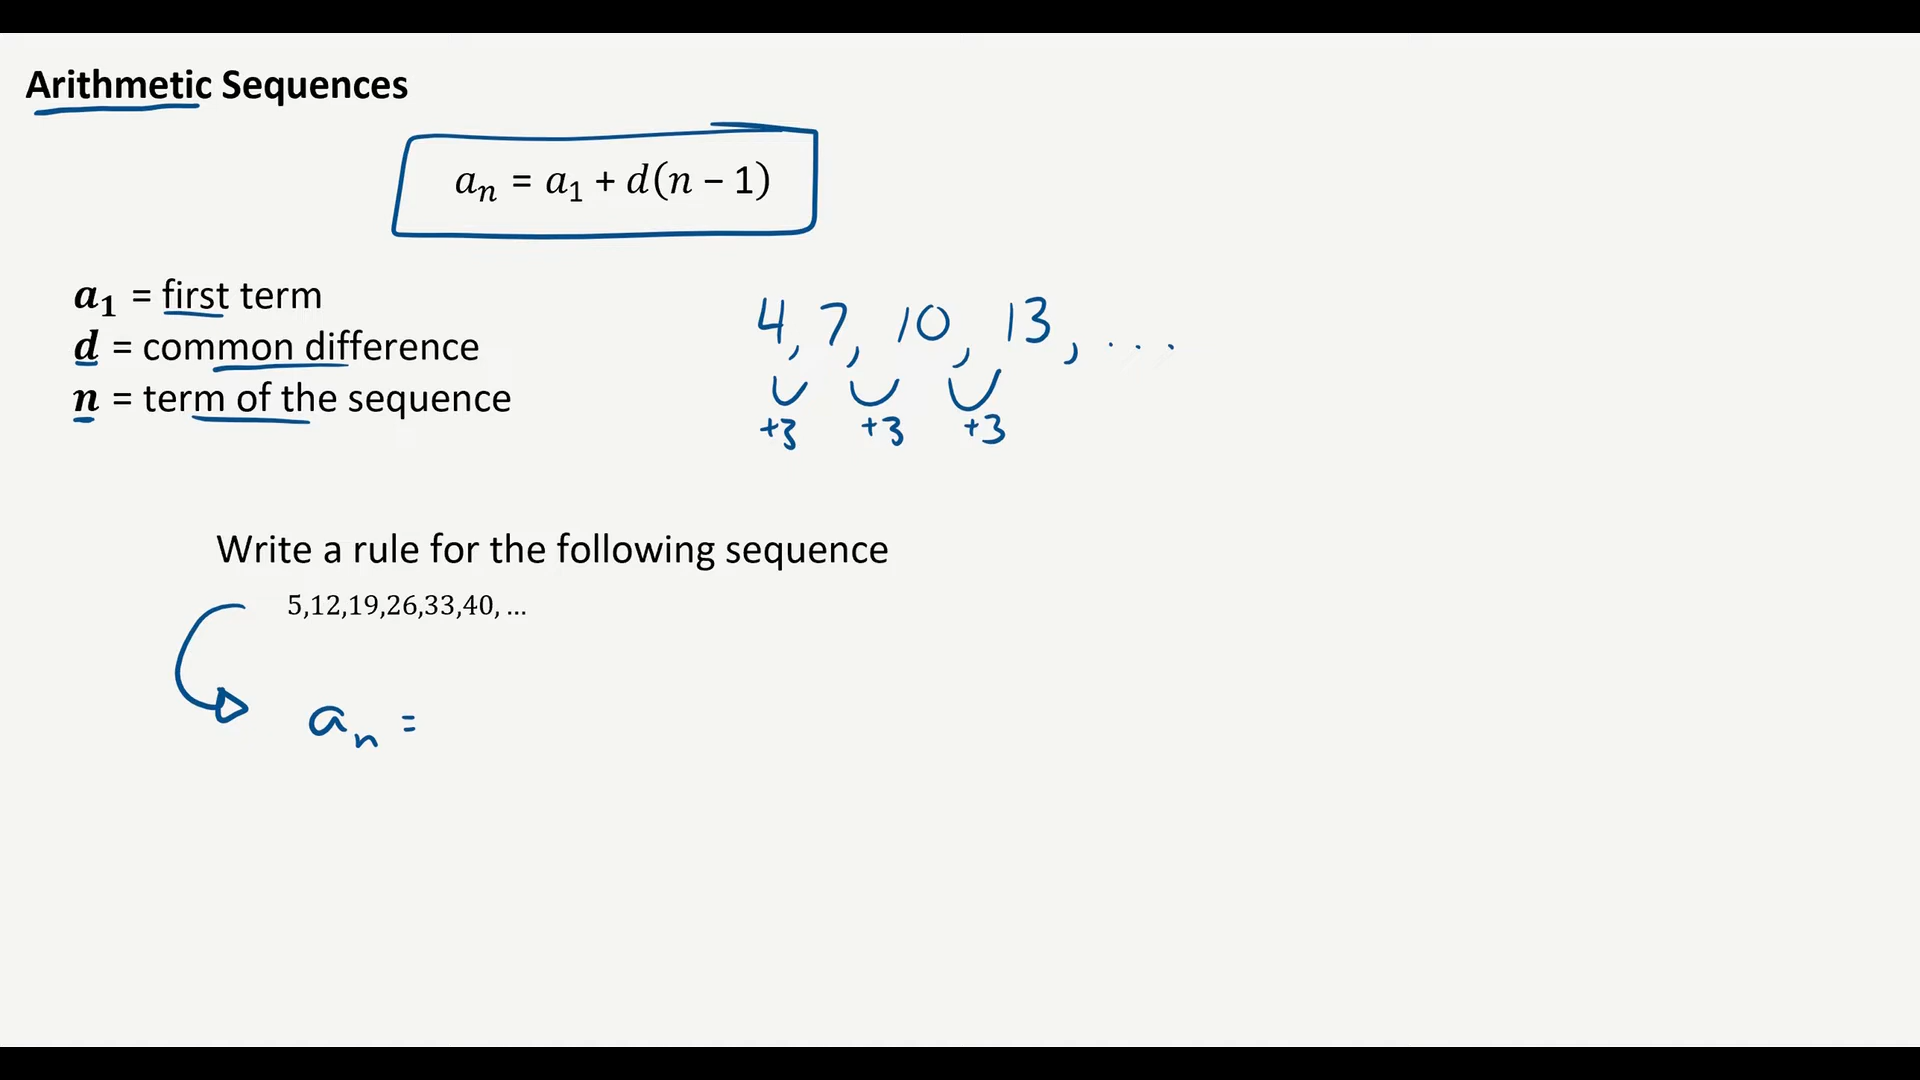 Arithmetic Sequences
aₙ = a₁ + d(n − 1)
a₁ = first term
d = common difference
n = term of the sequence
4, 7, 10, 13, ...
+3 +3 +3
Write a rule for the following sequence
5,12,19,26,33,40, ...
aₙ =